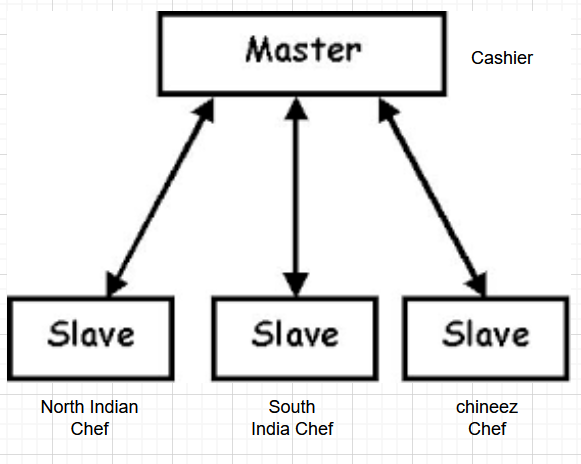 Master
Cashier
Slave
Slave
Slave
North Indian
Chef
South
India Chef
chineez
Chef